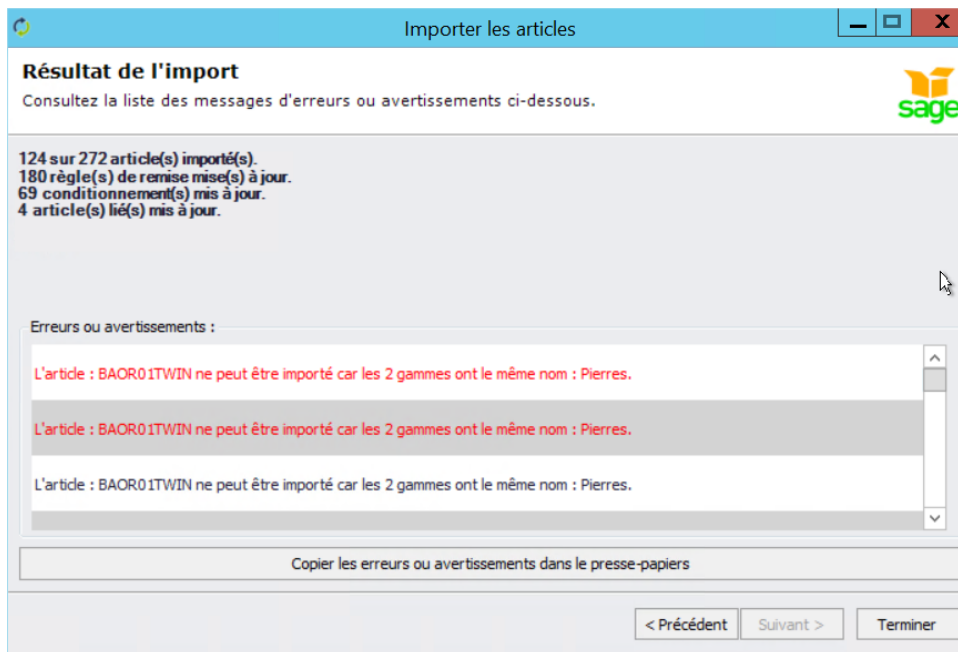 Importer les articles
Résultat de l'import
Consultez la liste des messages d'erreurs ou avertissements ci-dessous.
sage
124 sur 272 article(s) importé(s).
180 règle(s) de remise mise(s) à jour.
69 conditionnement(s) mis à jour.
4 article(s) lié(s) mis à jour.
Erreurs ou avertissements :
L'article : BAOR01TWIN ne peut être importé car les 2 gammes ont le même nom : Pierres.
L'article : BAOR01TWIN ne peut être importé car les 2 gammes ont le même nom : Pierres.
L'article : BAOR01TWIN ne peut être importé car les 2 gammes ont le même nom : Pierres.
Copier les erreurs ou avertissements dans le presse-papiers
< Précédent Suivant > Terminer